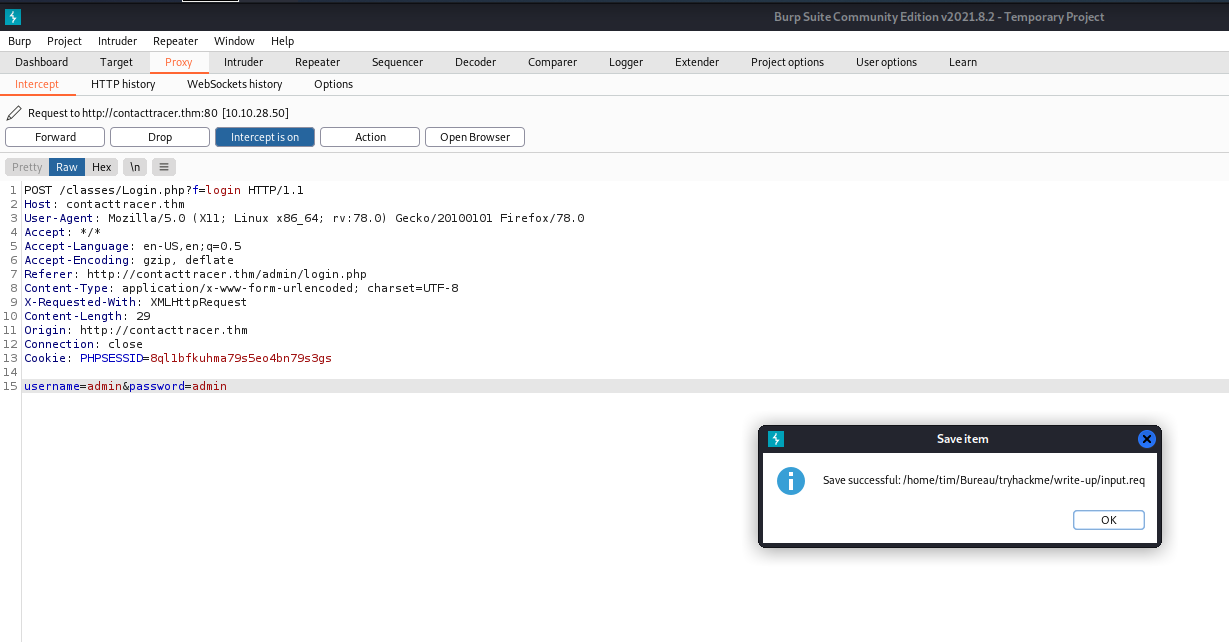 Burp Suite Community Edition v2021.8.2 - Temporary Project
Burp Project Intruder Repeater Window Help
Dashboard Target Proxy Intruder Repeater Sequencer Decoder Comparer Logger Extender Project options User options Learn
Intercept HTTP history WebSockets history Options
Request to http://contacttracer.thm:80 [10.10.28.50]
Forward Drop Intercept is on Action Open Browser
Pretty Raw Hex \n
1 POST /classes/Login.php?f=login HTTP/1.1
2 Host: contacttracer.thm
3 User-Agent: Mozilla/5.0 (X11; Linux x86_64; rv:78.0) Gecko/20100101 Firefox/78.0
4 Accept: */*
5 Accept-Language: en-US,en;q=0.5
6 Accept-Encoding: gzip, deflate
7 Referer: http://contacttracer.thm/admin/login.php
8 Content-Type: application/x-www-form-urlencoded; charset=UTF-8
9 X-Requested-With: XMLHttpRequest
10 Content-Length: 29
11 Origin: http://contacttracer.thm
12 Connection: close
13 Cookie: PHPSESSID=8ql1bfkuhma79s5eo4bn79s3gs
14
15 username=admin&password=admin
Save item
Save successful: /home/tim/Bureau/tryhackme/write-up/input.req
OK